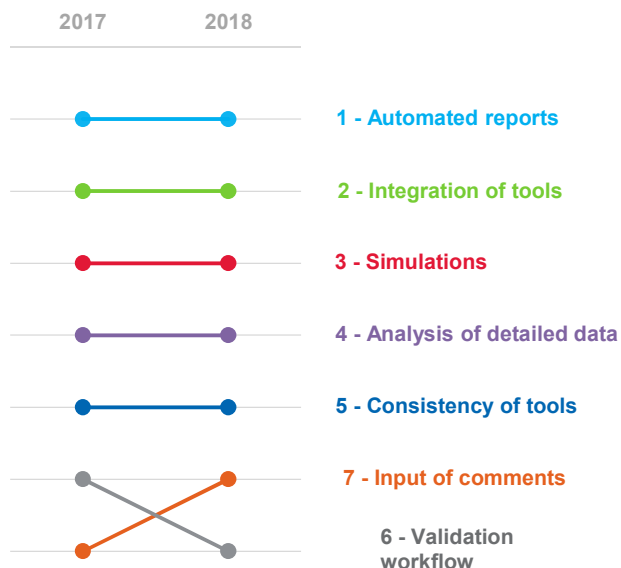 2017 2018
1 - Automated reports
2 - Integration of tools
3 - Simulations
4 - Analysis of detailed data
5 - Consistency of tools
7 - Input of comments
6 - Validation
workflow